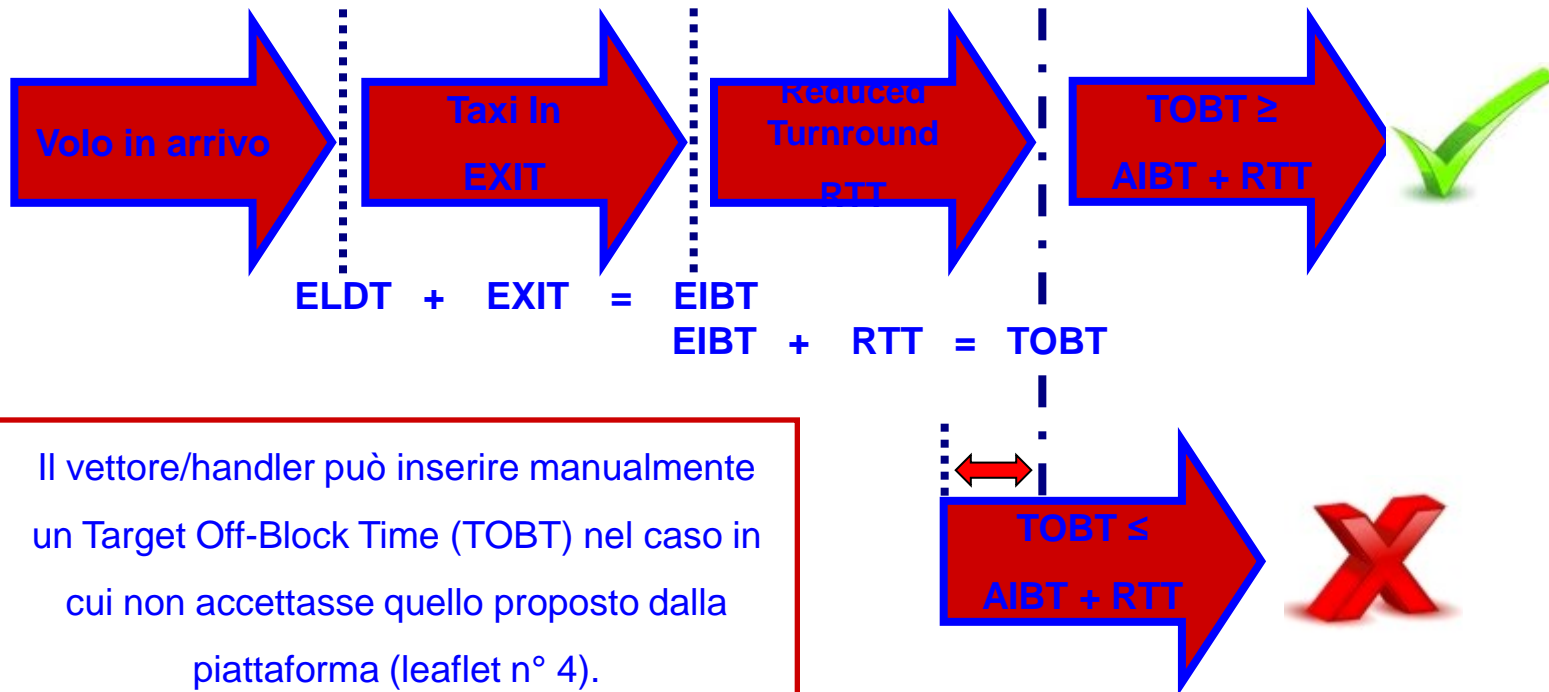 Volo in arrivo
Taxi In
EXIT
Reduced
Turnround
RTT
TOBT ≥
AIBT + RTT
ELDT + EXIT = EIBT
EIBT + RTT = TOBT
Il vettore/handler può inserire manualmente
un Target Off-Block Time (TOBT) nel caso in
cui non accettasse quello proposto dalla
piattaforma (leaflet n° 4).
TOBT ≤
AIBT + RTT